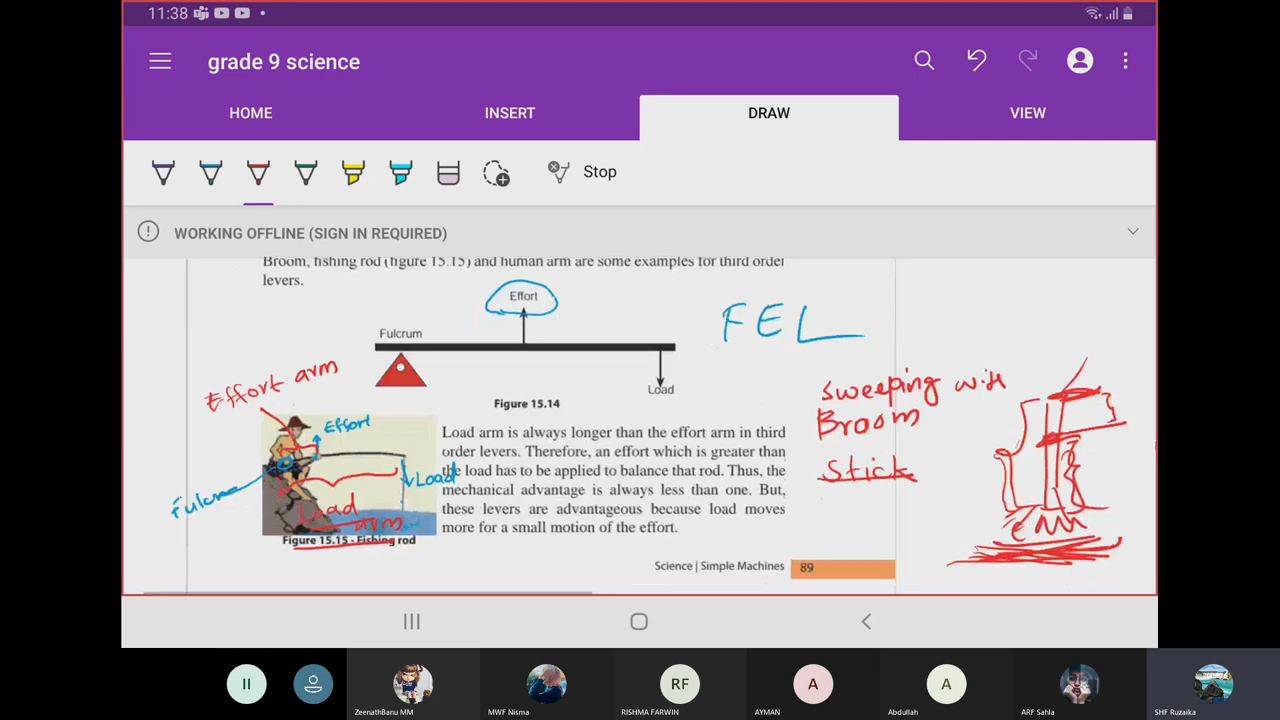 11:38
grade 9 science
HOME INSERT DRAW VIEW
Stop
WORKING OFFLINE (SIGN IN REQUIRED)
Broom, fishing rod (figure 15.15) and human arm are some examples for third order
levers.
Effort
Fulcrum
FEL
Load
Figure 15.14
Effort arm
Effort
Load
Fulcrum
Load
arm
Figure 15.15 - Fishing rod
Load arm is always longer than the effort arm in third
order levers. Therefore, an effort which is greater than
the load has to be applied to balance that rod. Thus, the
mechanical advantage is always less than one. But,
these levers are advantageous because load moves
more for a small motion of the effort.
Sweeping with
Broom
Stick
Science | Simple Machines 89
II
RF
A
A
ZeenathBanu MM
MWF Nisma
RISHMA FARWIN
AYMAN
Abdullah
ARF Sahla
SHF Ruzaika